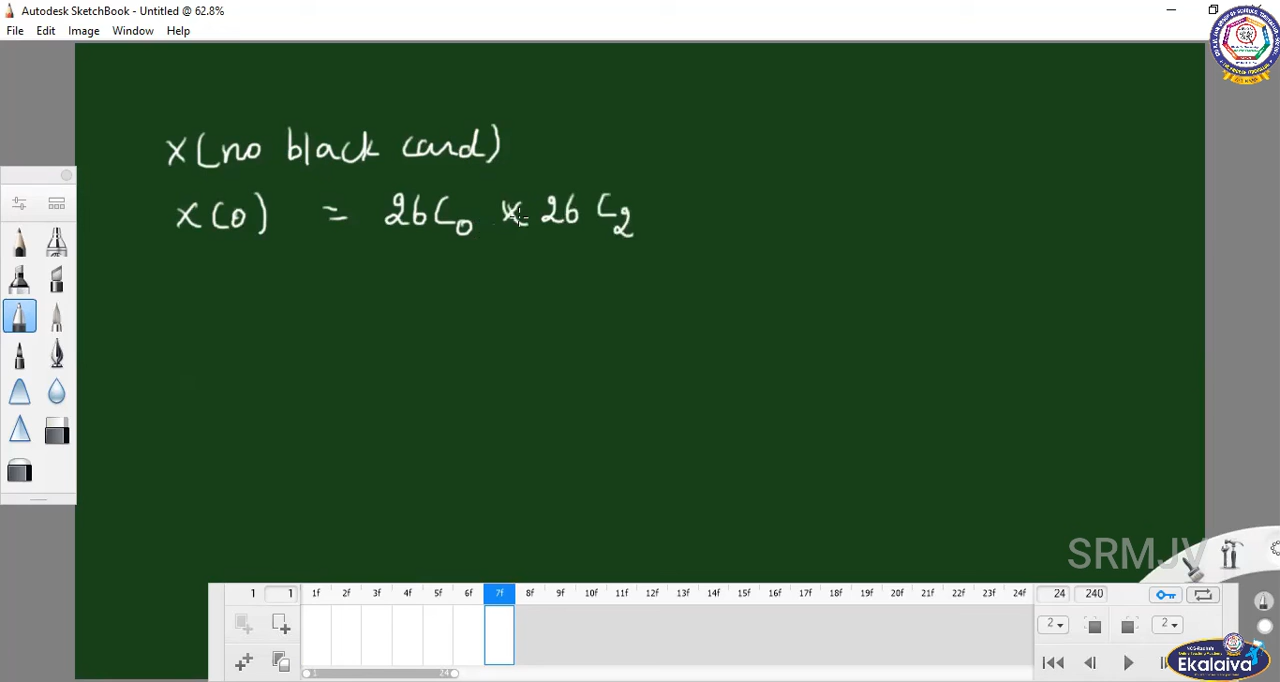 Autodesk SketchBook - Untitled @ 62.8%
File Edit Image Window Help
x(no black card)
x(0) = 26C0 × 26C2
SRMJV
1 1 1f 2f 3f 4f 5f 6f 7f 8f 9f 10f 11f 12f 13f 14f 15f 16f 17f 18f 19f 20f 21f 22f 23f 24f 24 240
2 2
1 24
Ekalaiva